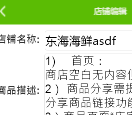 店铺编辑
店铺名称: 东海海鲜asdf
1) 首页:
商店空白无内容
商品描述: 2) 商品分享需
分享商品链接功能